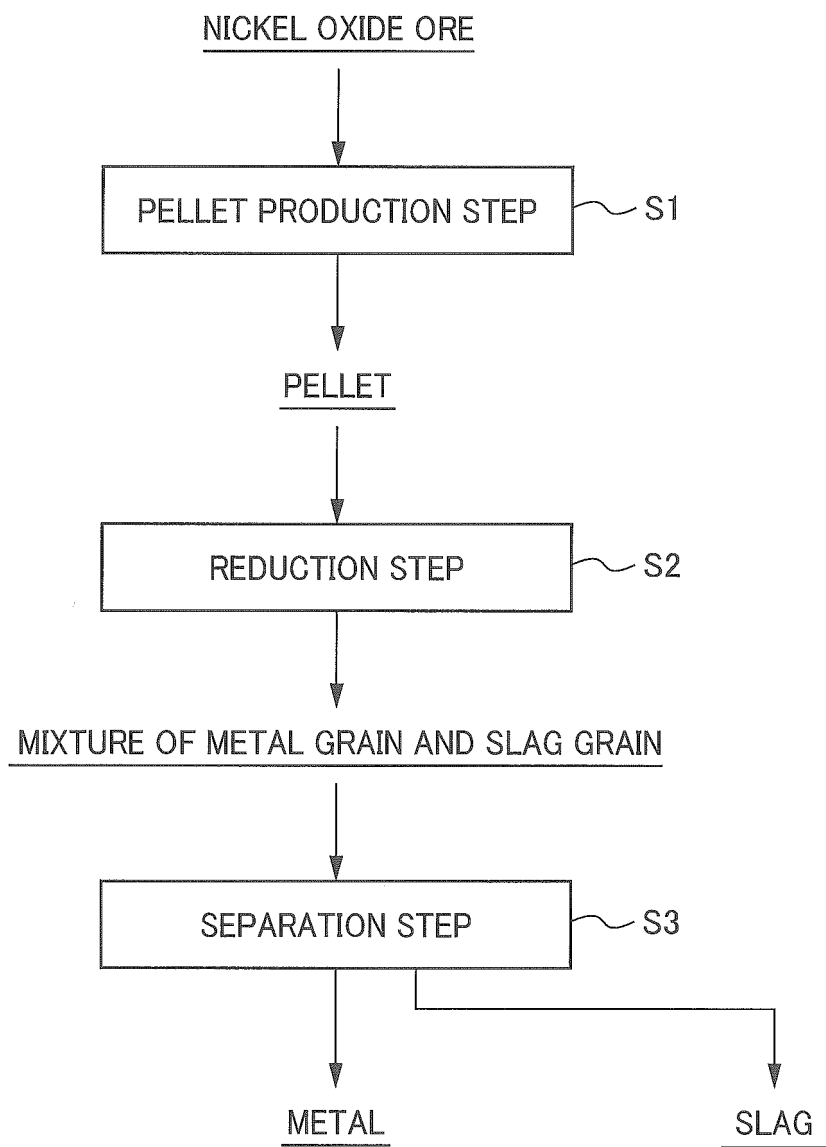 NICKEL OXIDE ORE
PELLET PRODUCTION STEP
S1
PELLET
REDUCTION STEP
S2
MIXTURE OF METAL GRAIN AND SLAG GRAIN
SEPARATION STEP
S3
METAL
SLAG